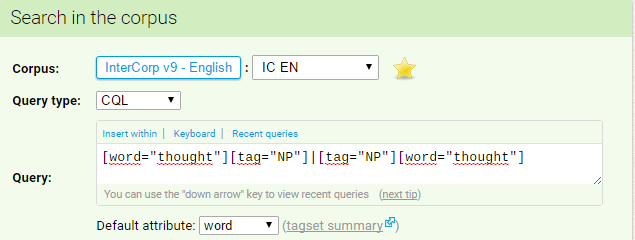 Search in the corpus
Corpus: InterCorp v9 - English : IC EN
Query type: CQL
Insert within | Keyboard | Recent queries
[word="thought"][tag="NP"]|[tag="NP"][word="thought"]
Query:
You can use the "down arrow" key to view recent queries (next tip)
Default attribute: word (tagset summary)